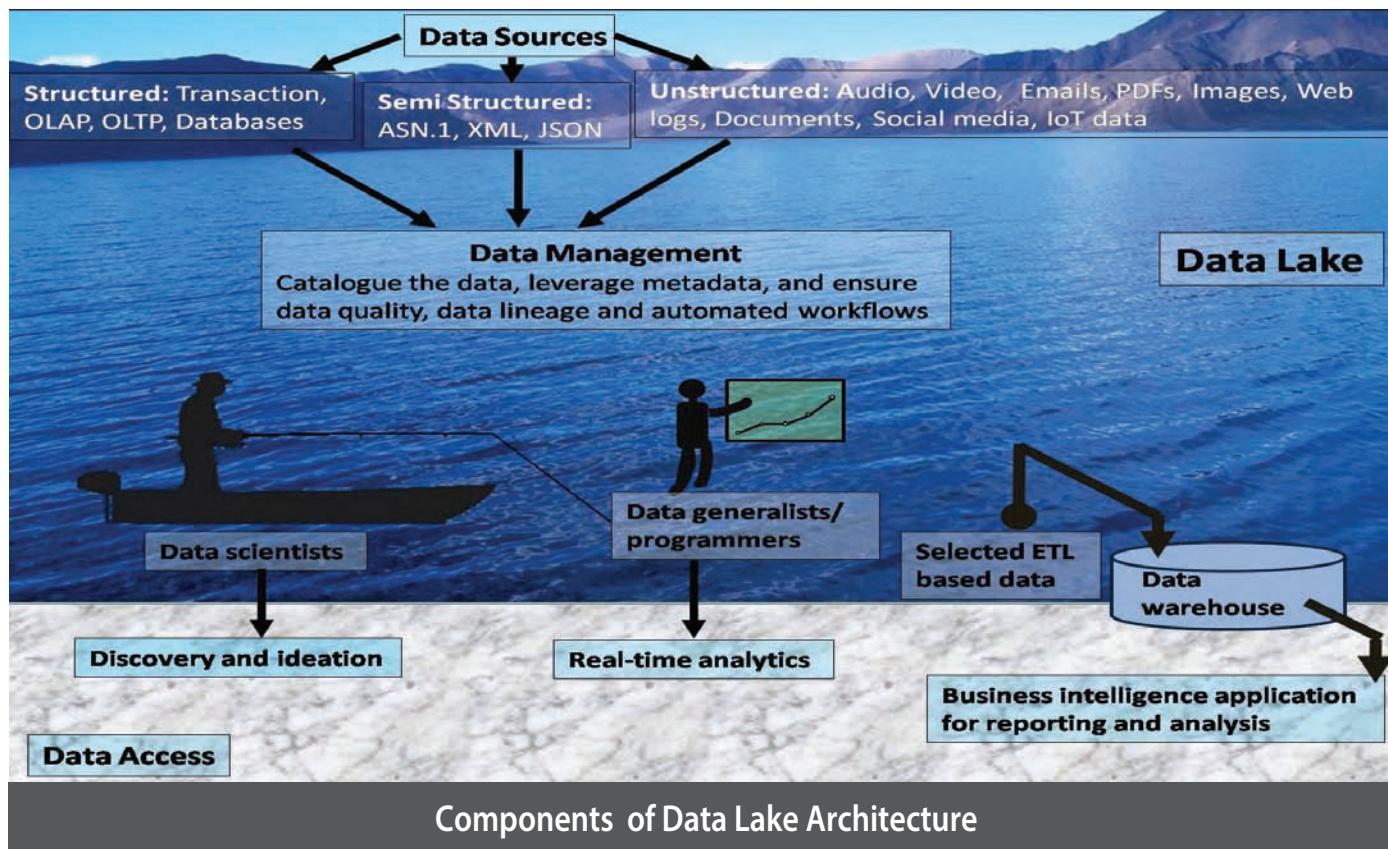 Data Sources
Structured: Transaction,
OLAP, OLTP, Databases
Semi Structured:
ASN.1, XML, JSON
Unstructured: Audio, Video, Emails, PDFs, Images, Web
logs, Documents, Social media, IoT data
Data Management
Catalogue the data, leverage metadata, and ensure
data quality, data lineage and automated workflows
Data Lake
Data scientists
Data generalists/
programmers
Selected ETL
based data
Data
warehouse
Discovery and ideation
Real-time analytics
Business intelligence application
for reporting and analysis
Data Access
Components of Data Lake Architecture